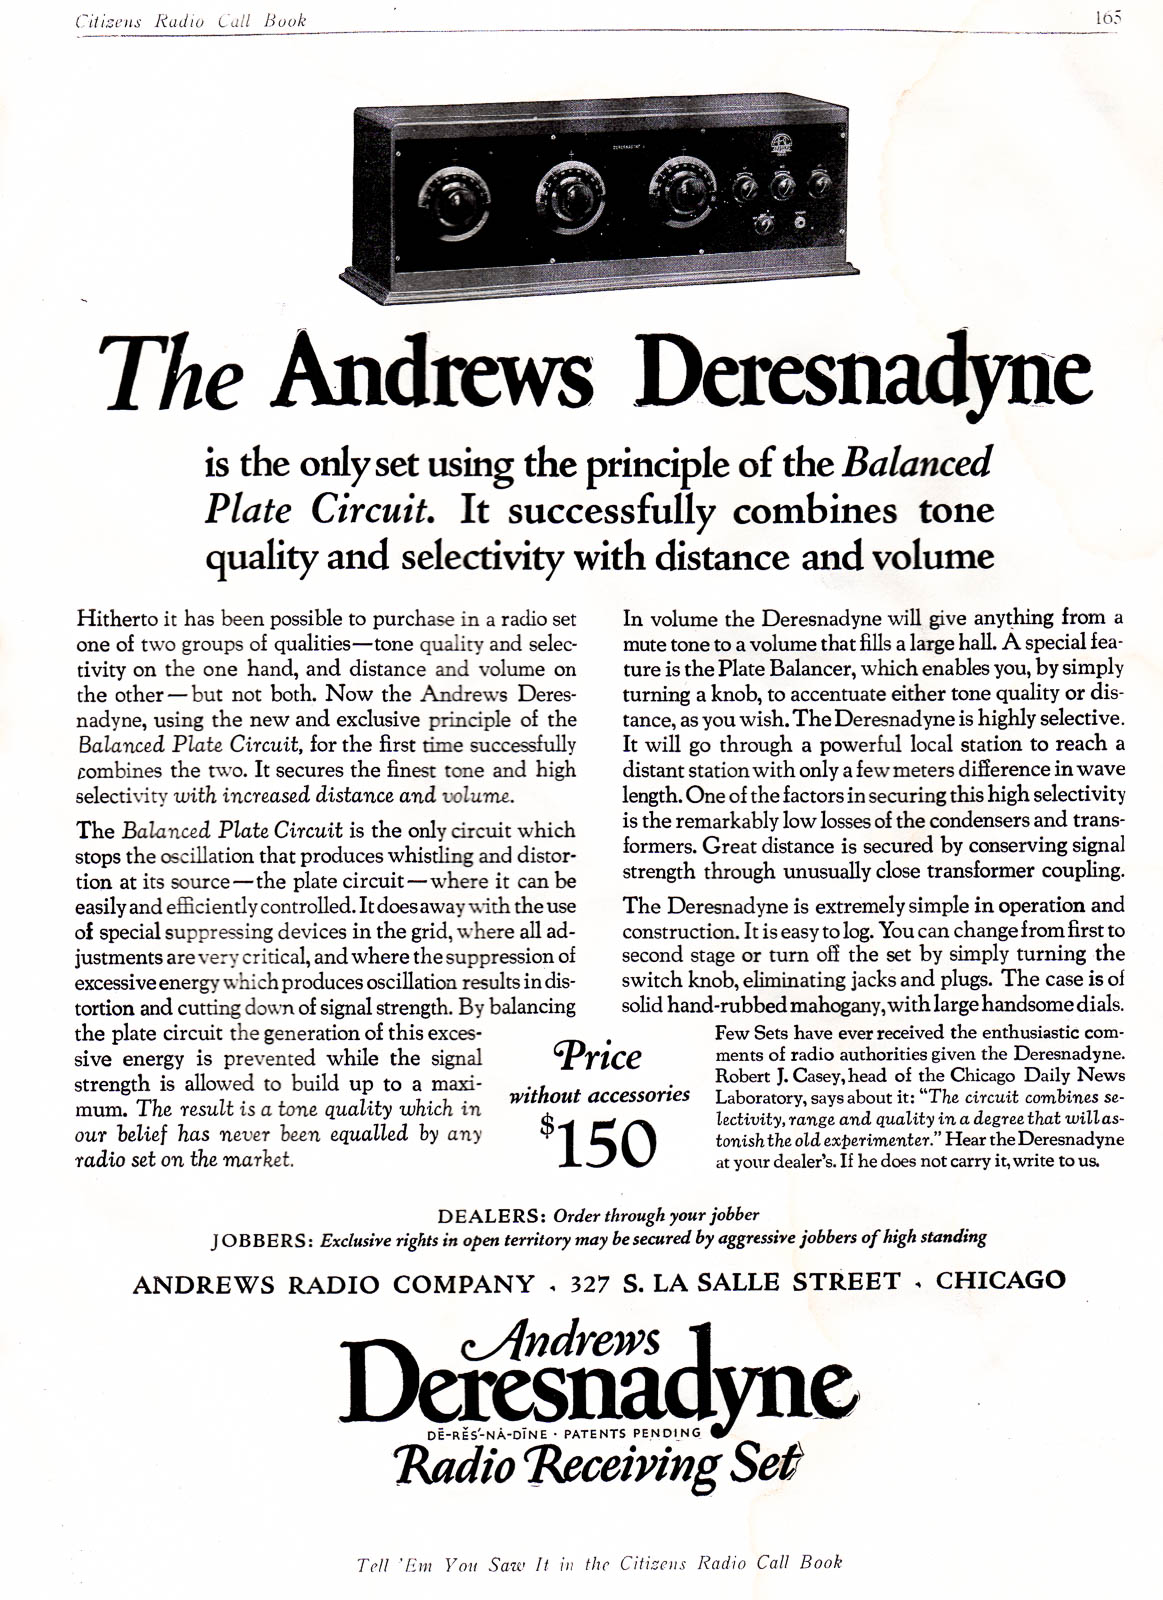 Citizens Radio Call Book
165
The Andrews Deresnadyne
is the only set using the principle of the Balanced
Plate Circuit. It successfully combines tone
quality and selectivity with distance and volume
Hitherto it has been possible to purchase in a radio set
one of two groups of qualities—tone quality and selec-
tivity on the one hand, and distance and volume on
the other—but not both. Now the Andrews Deres-
nadyne, using the new and exclusive principle of the
Balanced Plate Circuit, for the first time successfully
combines the two. It secures the finest tone and high
selectivity with increased distance and volume.
The Balanced Plate Circuit is the only circuit which
stops the oscillation that produces whistling and distor-
tion at its source—the plate circuit—where it can be
easily and efficiently controlled. It does away with the use
of special suppressing devices in the grid, where all ad-
justments are very critical, and where the suppression of
excessive energy which produces oscillation results in dis-
tortion and cutting down of signal strength. By balancing
the plate circuit the generation of this exces-
sive energy is prevented while the signal
strength is allowed to build up to a maxi-
mum. The result is a tone quality which in
our belief has never been equalled by any
radio set on the market.
Price
without accessories
$150
In volume the Deresnadyne will give anything from a
mute tone to a volume that fills a large hall. A special fea-
ture is the Plate Balancer, which enables you, by simply
turning a knob, to accentuate either tone quality or dis-
tance, as you wish. The Deresnadyne is highly selective.
It will go through a powerful local station to reach a
distant station with only a few meters difference in wave
length. One of the factors in securing this high selectivity
is the remarkably low losses of the condensers and trans-
formers. Great distance is secured by conserving signal
strength through unusually close transformer coupling.
The Deresnadyne is extremely simple in operation and
construction. It is easy to log. You can change from first to
second stage or turn off the set by simply turning the
switch knob, eliminating jacks and plugs. The case is of
solid hand-rubbed mahogany, with large handsome dials.
Few Sets have ever received the enthusiastic com-
ments of radio authorities given the Deresnadyne.
Robert J. Casey, head of the Chicago Daily News
Laboratory, says about it: "The circuit combines se-
lectivity, range and quality in a degree that will as-
tonish the old experimenter." Hear the Deresnadyne
at your dealer's. If he does not carry it, write to us.
DEALERS: Order through your jobber
JOBBERS: Exclusive rights in open territory may be secured by aggressive jobbers of high standing
ANDREWS RADIO COMPANY , 327 S. LA SALLE STREET , CHICAGO
Andrews
Deresnadyne
DĒ-RĔS'-NȦ-DĪNE · PATENTS PENDING
Radio Receiving Set
Tell 'Em You Saw It in the Citizens Radio Call Book